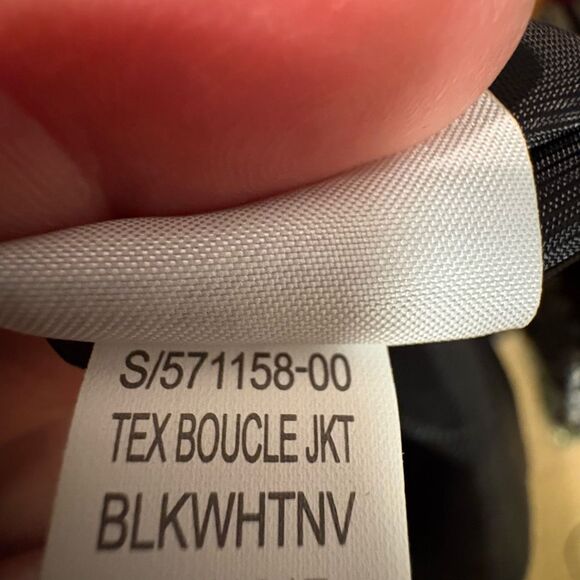 S/571158-00
TEX BOUCLE JKT
BLKWHTNV